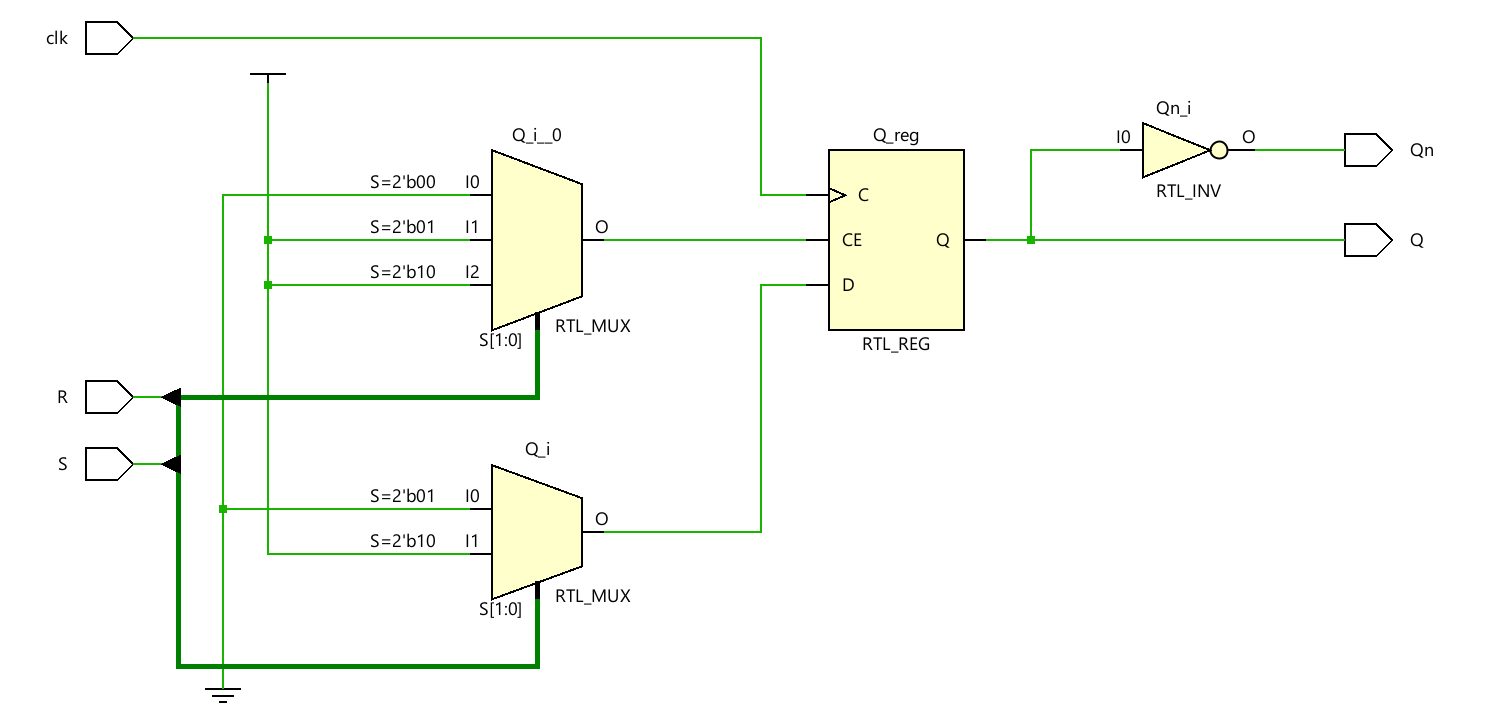 clk
Q_i__0
Q_reg
Qn_i
I0
O
Qn
RTL_INV
S=2'b00
I0
C
S=2'b01
I1
O
CE
Q
Q
S=2'b10
I2
D
S[1:0]
RTL_MUX
RTL_REG
R
S
Q_i
S=2'b01
I0
O
S=2'b10
I1
S[1:0]
RTL_MUX